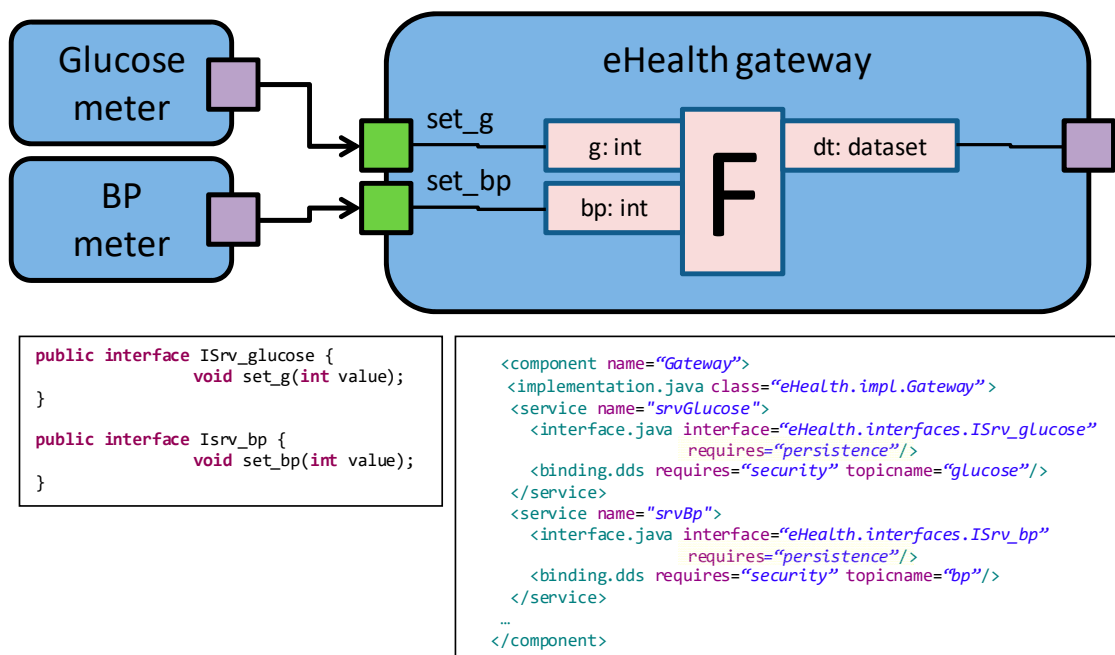 Glucose
meter
BP
meter
eHealth gateway
set_g
set_bp
g: int
bp: int
F
dt: dataset
public interface ISrv_glucose {
void set_g(int value);
}
public interface Isrv_bp {
void set_bp(int value);
}
<component name=“Gateway”>
<implementation.java class=“eHealth.impl.Gateway”>
<service name="srvGlucose">
<interface.java interface=“eHealth.interfaces.ISrv_glucose”
requires=“persistence”/>
<binding.dds requires=“security” topicname=“glucose”/>
</service>
<service name="srvBp">
<interface.java interface=“eHealth.interfaces.ISrv_bp”
requires=“persistence”/>
<binding.dds requires=“security” topicname=“bp”/>
</service>
…
</component>